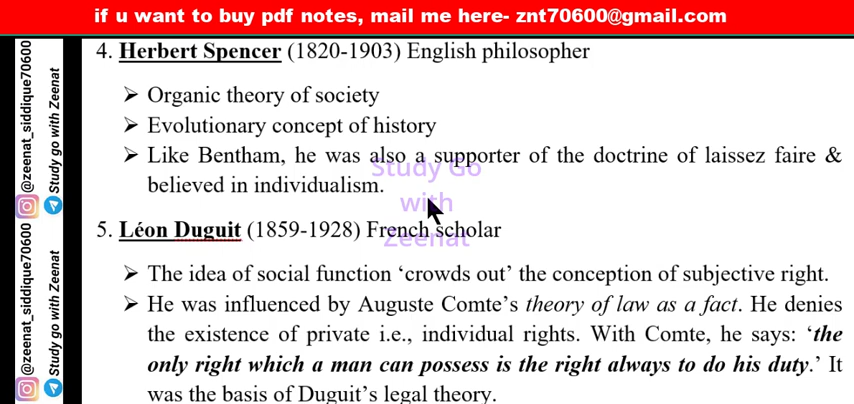 if u want to buy pdf notes, mail me here- znt70600@gmail.com
4. Herbert Spencer (1820-1903) English philosopher
➢ Organic theory of society
➢ Evolutionary concept of history
➢ Like Bentham, he was also a supporter of the doctrine of laissez faire &
believed in individualism.
5. Léon Duguit (1859-1928) French scholar
➢ The idea of social function ‘crowds out’ the conception of subjective right.
➢ He was influenced by Auguste Comte’s theory of law as a fact. He denies
the existence of private i.e., individual rights. With Comte, he says: ‘the
only right which a man can possess is the right always to do his duty.’ It
was the basis of Duguit’s legal theory.
Study Go
with
Zeenat
@zeenat_siddique70600
Study go with Zeenat
@zeenat_siddique70600
Study go with Zeenat